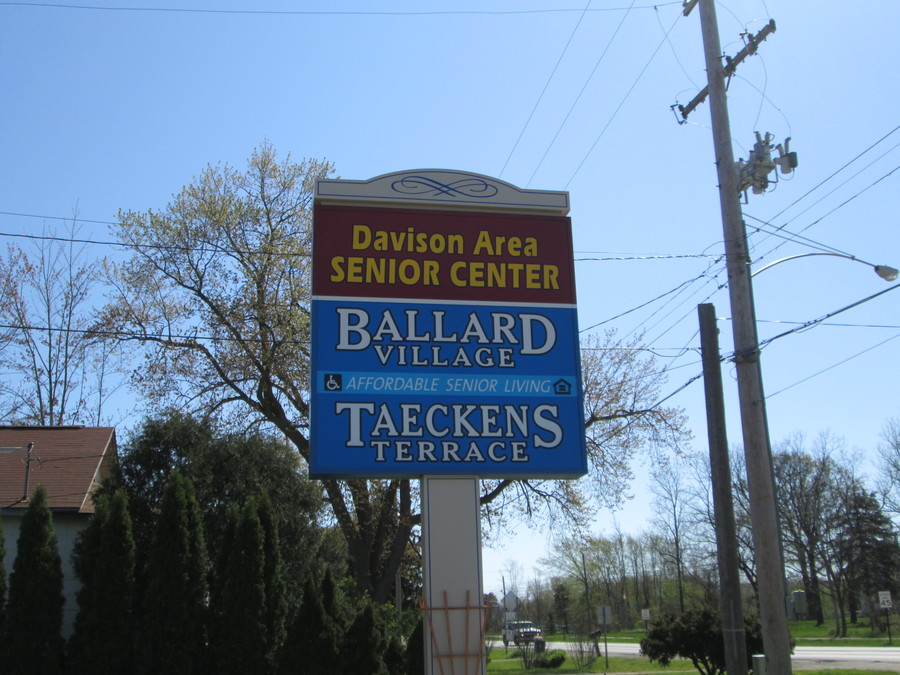 Davison Area
SENIOR CENTER
BALLARD
VILLAGE
AFFORDABLE SENIOR LIVING
TAECKENS
TERRACE